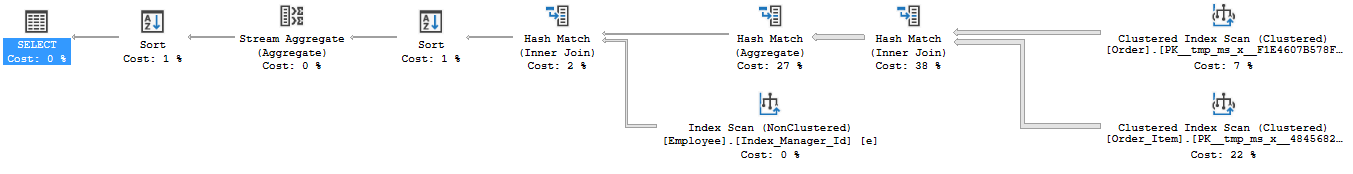 SELECT
Cost: 0 %
Sort
Cost: 1 %
Stream Aggregate
(Aggregate)
Cost: 0 %
Sort
Cost: 1 %
Hash Match
(Inner Join)
Cost: 2 %
Hash Match
(Aggregate)
Cost: 27 %
Hash Match
(Inner Join)
Cost: 38 %
Clustered Index Scan (Clustered)
[Order].[PK__tmp_ms_x__F1E4607B578F…
Cost: 7 %
Index Scan (NonClustered)
[Employee].[Index_Manager_Id] [e]
Cost: 0 %
Clustered Index Scan (Clustered)
[Order_Item].[PK__tmp_ms_x__4845682…
Cost: 22 %